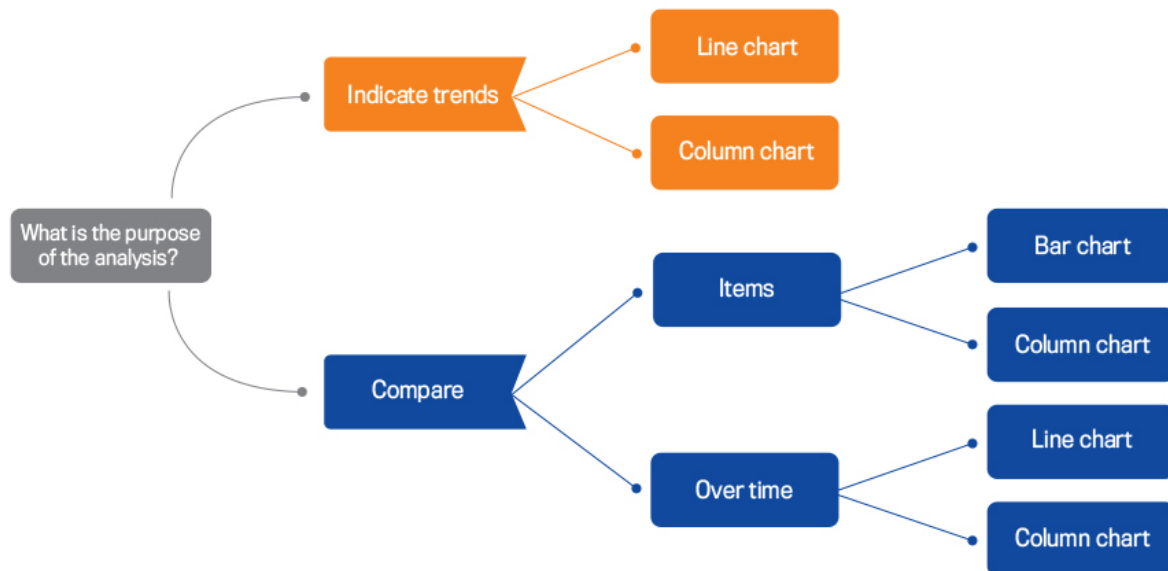 Line chart
Indicate trends
Column chart
What is the purpose
of the analysis?
Bar chart
Items
Column chart
Compare
Line chart
Over time
Column chart